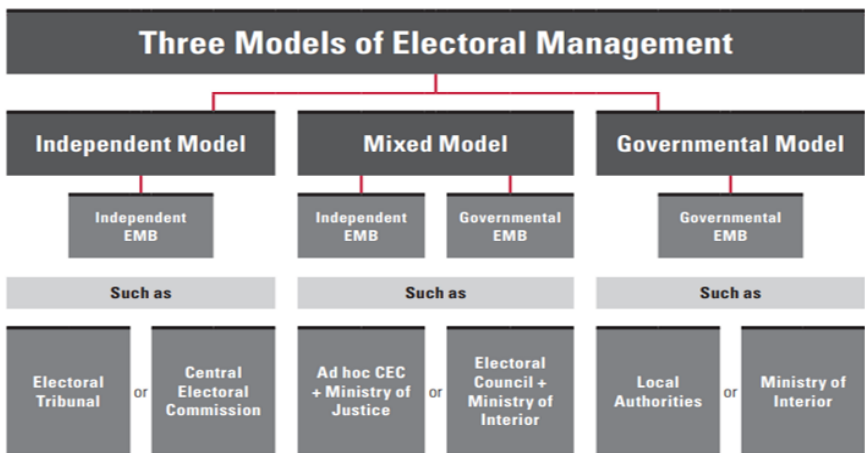 Three Models of Electoral Management
Independent Model
Mixed Model
Governmental Model
Independent
EMB
Independent
EMB
Governmental
EMB
Governmental
EMB
Such as
Such as
Such as
Electoral
Tribunal
or
Central
Electoral
Commission
Ad hoc CEC
+ Ministry of
Justice
or
Electoral
Council +
Ministry of
Interior
Local
Authorities
or
Ministry of
Interior